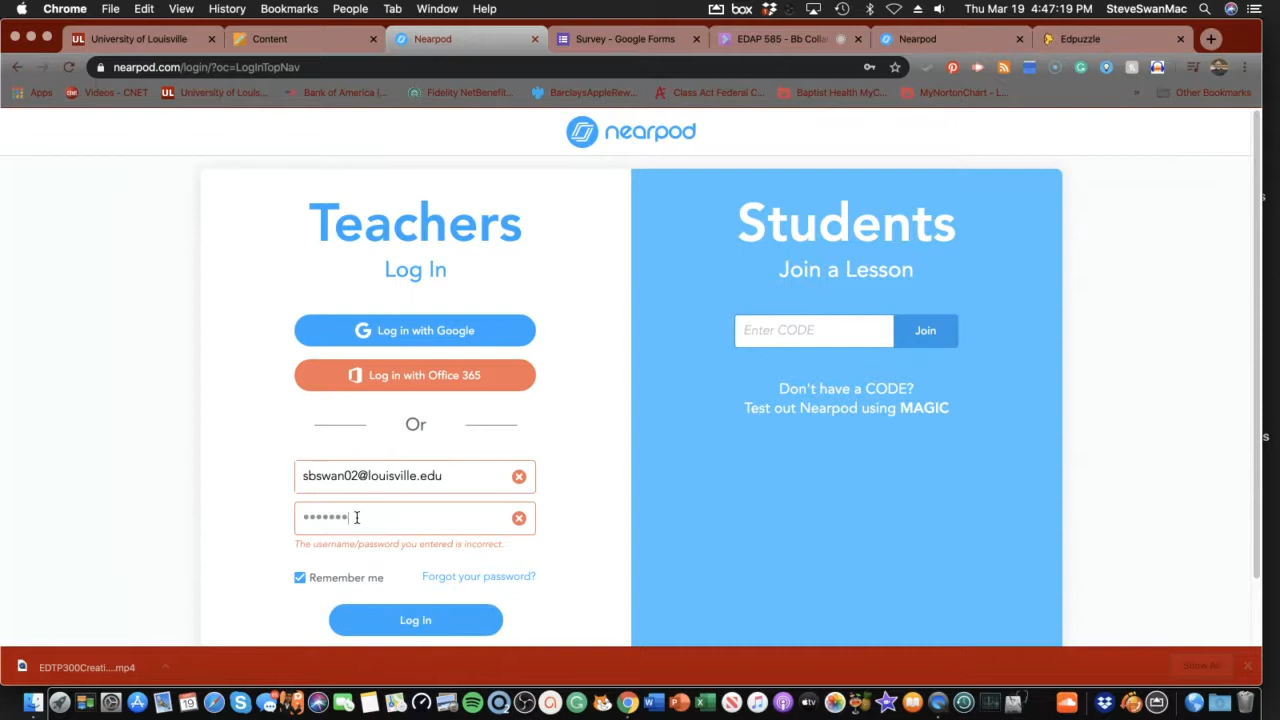 Chrome File Edit View History Bookmarks People Tab Window Help box Thu Mar 19 4:47:19 PM SteveSwanMac
UL University of Louisville Content Nearpod Survey - Google Forms EDAP 585 - Bb Colla Nearpod Edpuzzle
nearpod.com/login/?oc=LogInTopNav
Apps Videos - CNET UL University of Louis... Bank of America |... Fidelity NetBenefit... BarclaysAppleRew... Class Act Federal C... Baptist Health MyC... MyNortonChart - L... » Other Bookmarks
nearpod
Teachers
Log In
Log in with Google
Log in with Office 365
Or
sbswan02@louisville.edu
•••••••
The username/password you entered is incorrect.
Remember me Forgot your password?
Log in
Students
Join a Lesson
Enter CODE Join
Don't have a CODE?
Test out Nearpod using MAGIC
EDTP300Creati....mp4 Show All